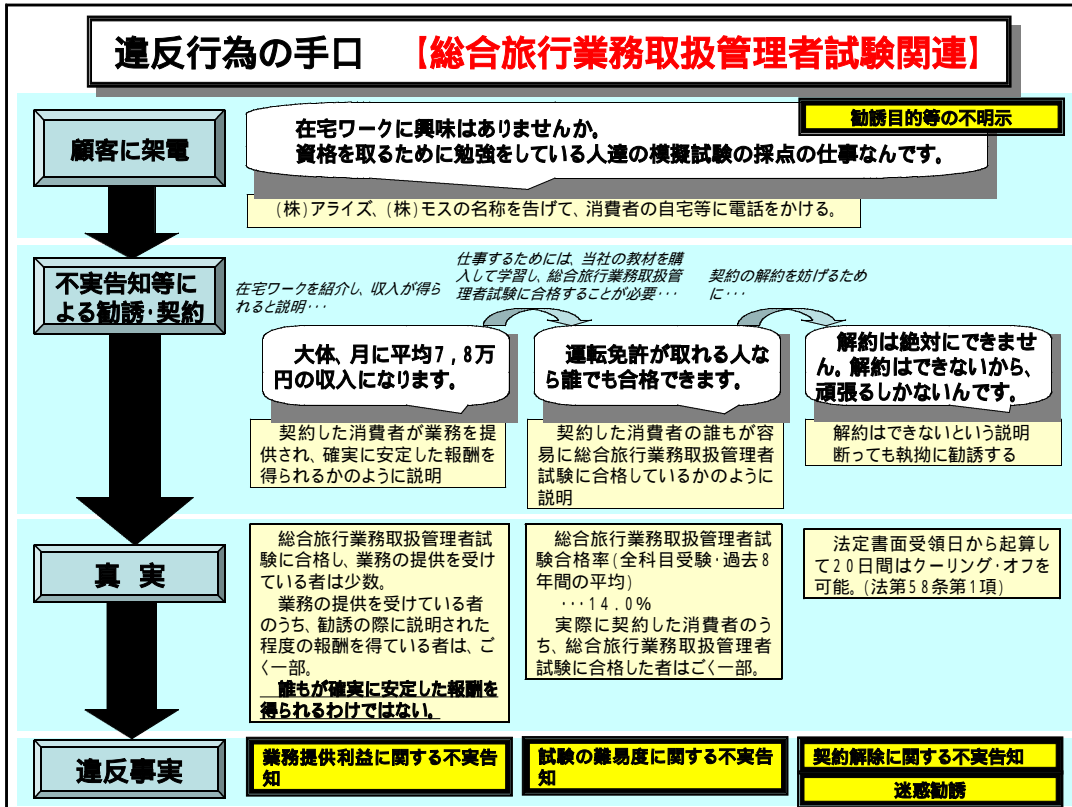 違反行為の手口　【総合旅行業務取扱管理者試験関連】
顧客に架電
在宅ワークに興味はありませんか。
資格を取るために勉強をしている人達の模擬試験の採点の仕事なんです。
勧誘目的等の不明示
(株)アライズ、(株)モスの名称を告げて、消費者の自宅等に電話をかける。
不実告知等に
よる勧誘・契約
在宅ワークを紹介し、収入が得ら
れると説明･･･
仕事するためには、当社の教材を購
入して学習し、総合旅行業務取扱管
理者試験に合格することが必要･･･
契約の解約を妨げるため
に･･･
大体、月に平均７，８万
円の収入になります。
運転免許が取れる人な
ら誰でも合格できます。
解約は絶対にできませ
ん。解約はできないから、
頑張るしかないんです。
契約した消費者が業務を提
供され、確実に安定した報酬を
得られるかのように説明
契約した消費者の誰もが容
易に総合旅行業務取扱管理者
試験に合格しているかのように
説明
解約はできないという説明
断っても執拗に勧誘する
真　実
総合旅行業務取扱管理者試
験に合格し、業務の提供を受け
ている者は少数。
業務の提供を受けている者
のうち、勧誘の際に説明された
程度の報酬を得ている者は、ご
く一部。
誰もが確実に安定した報酬を
得られるわけではない。
総合旅行業務取扱管理者試
験合格率(全科目受験・過去８
年間の平均)
･･･１４．０％
実際に契約した消費者のう
ち、総合旅行業務取扱管理者
試験に合格した者はごく一部。
法定書面受領日から起算し
て２０日間はクーリング・オフを
可能。(法第５８条第１項)
違反事実
業務提供利益に関する不実告
知
試験の難易度に関する不実告
知
契約解除に関する不実告知
迷惑勧誘